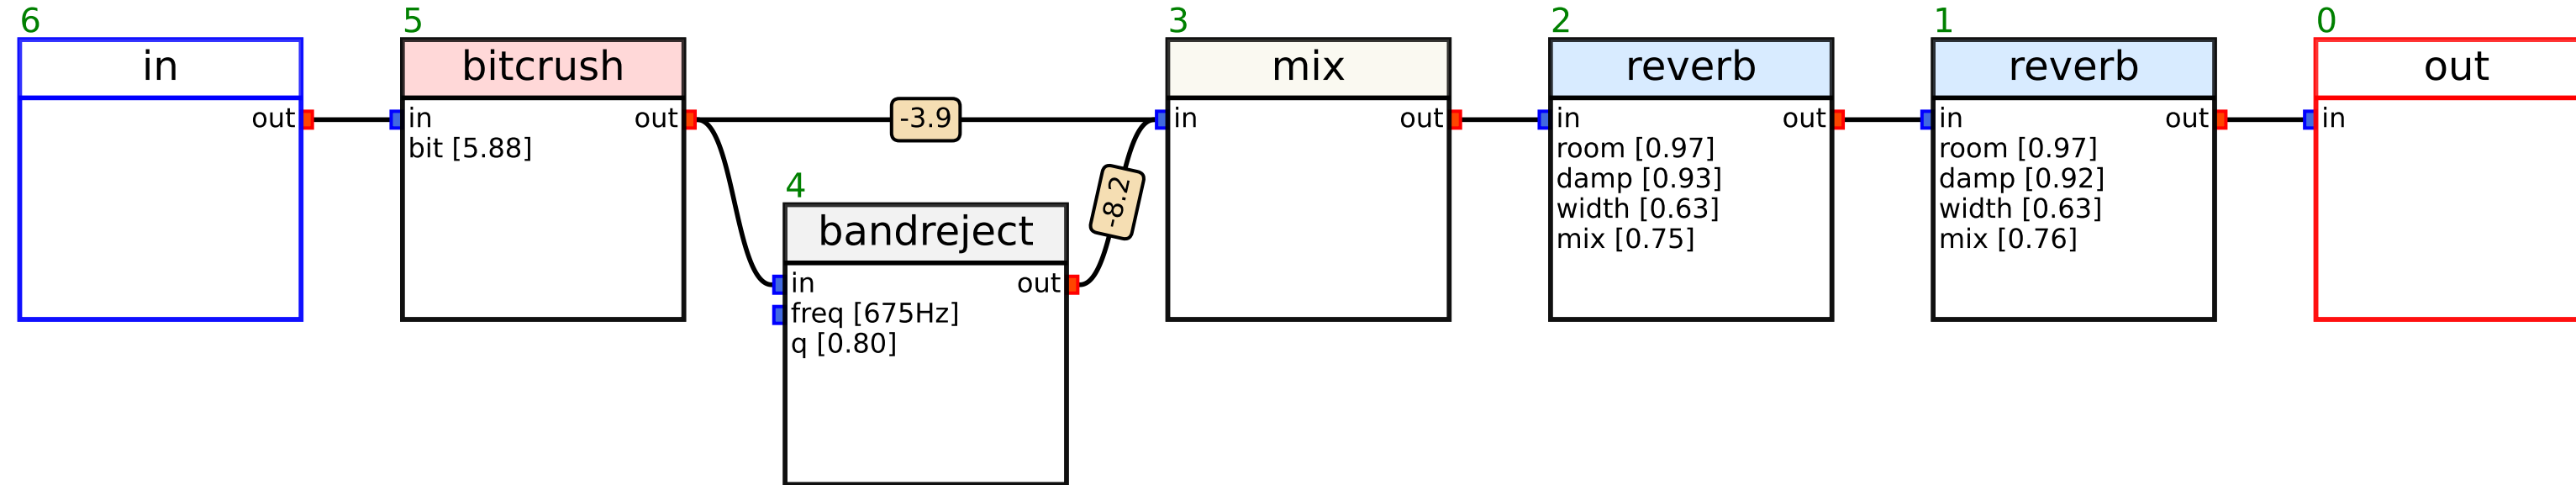 6
in
out
5
bitcrush
in out
bit [5.88]
-3.9
4
bandreject
in out
freq [675Hz]
q [0.80]
-8.2
3
mix
in out
2
reverb
in out
room [0.97]
damp [0.93]
width [0.63]
mix [0.75]
1
reverb
in out
room [0.97]
damp [0.92]
width [0.63]
mix [0.76]
0
out
in